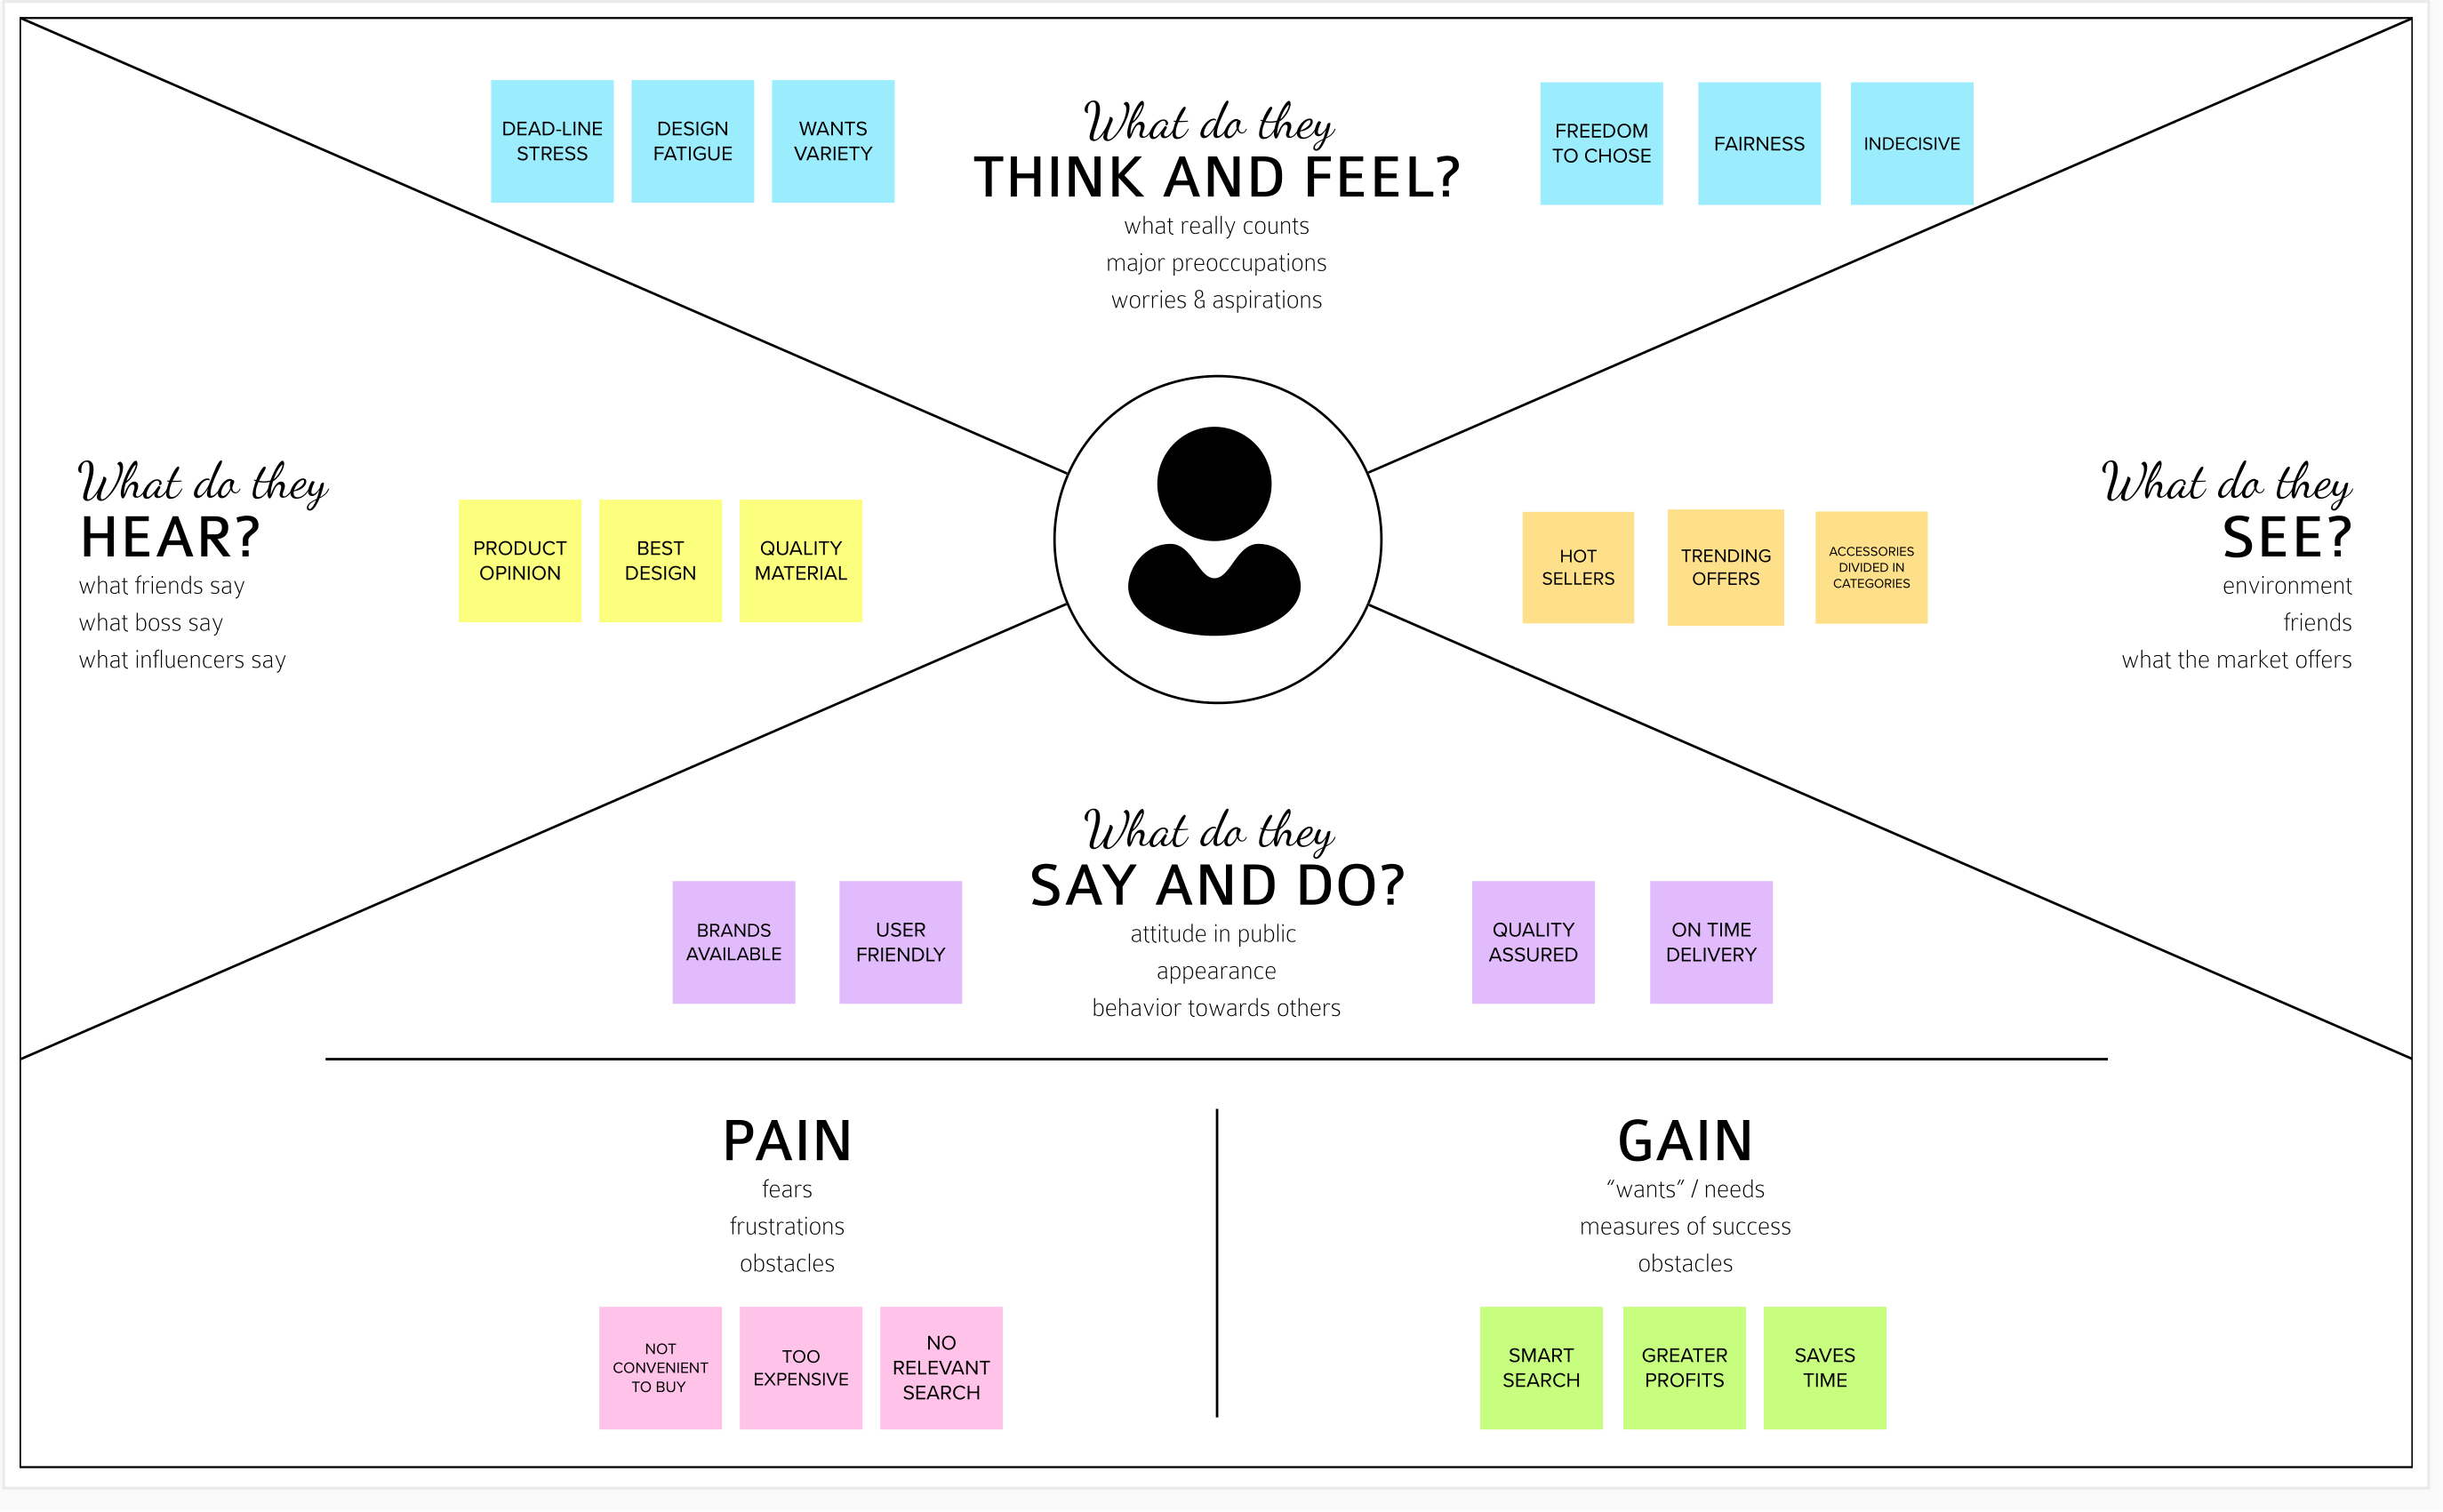 DEAD-LINE
STRESS
DESIGN
FATIGUE
WANTS
VARIETY
What do they
THINK AND FEEL?
what really counts
major preoccupations
worries & aspirations
FREEDOM
TO CHOSE
FAIRNESS
INDECISIVE
What do they
HEAR?
what friends say
what boss say
what influencers say
PRODUCT
OPINION
BEST
DESIGN
QUALITY
MATERIAL
HOT
SELLERS
TRENDING
OFFERS
ACCESSORIES
DIVIDED IN
CATEGORIES
What do they
SEE?
environment
friends
what the market offers
BRANDS
AVAILABLE
USER
FRIENDLY
What do they
SAY AND DO?
attitude in public
appearance
behavior towards others
QUALITY
ASSURED
ON TIME
DELIVERY
PAIN
fears
frustrations
obstacles
NOT
CONVENIENT
TO BUY
TOO
EXPENSIVE
NO
RELEVANT
SEARCH
GAIN
“wants” / needs
measures of success
obstacles
SMART
SEARCH
GREATER
PROFITS
SAVES
TIME